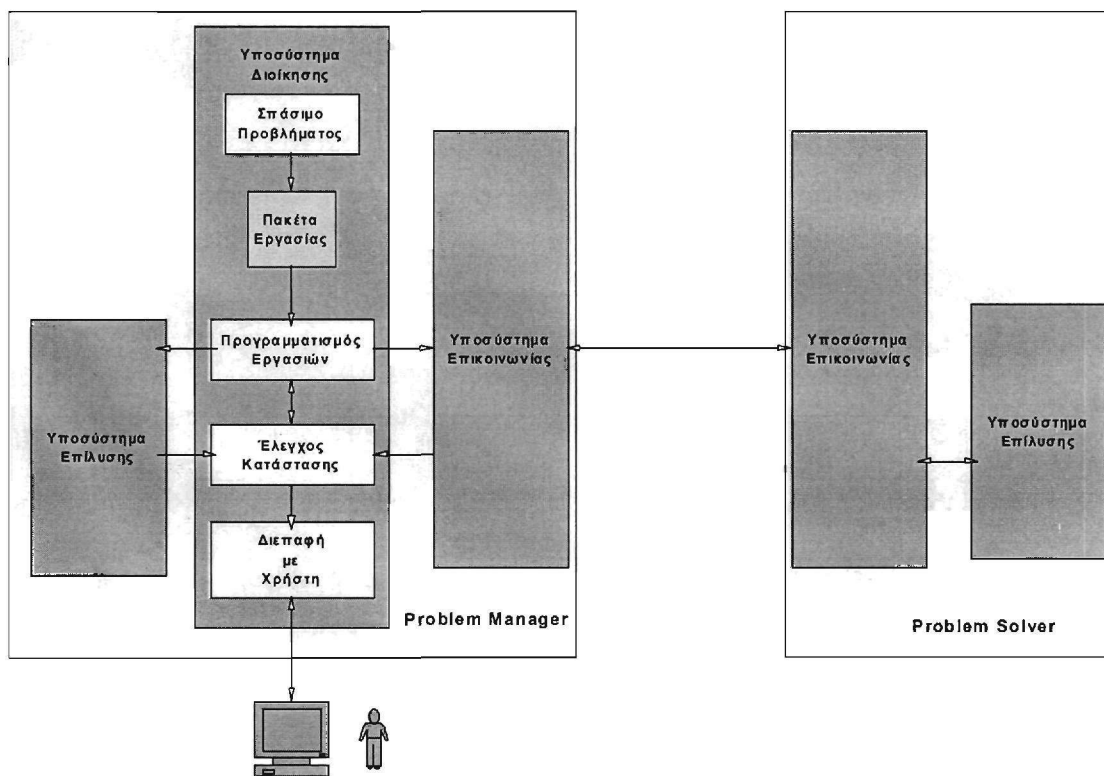 Υποσύστημα
Διοίκησης
Σπάσιμο
Προβλήματος
Πακέτα
Εργασίας
Προγραμματισμός
Εργασιών
Έλεγχος
Κατάστασης
Διεπαφή
με
Χρήστη
Υποσύστημα
Επίλυσης
Υποσύστημα
Επικοινωνίας
Problem Manager
Υποσύστημα
Επικοινωνίας
Υποσύστημα
Επίλυσης
Problem Solver